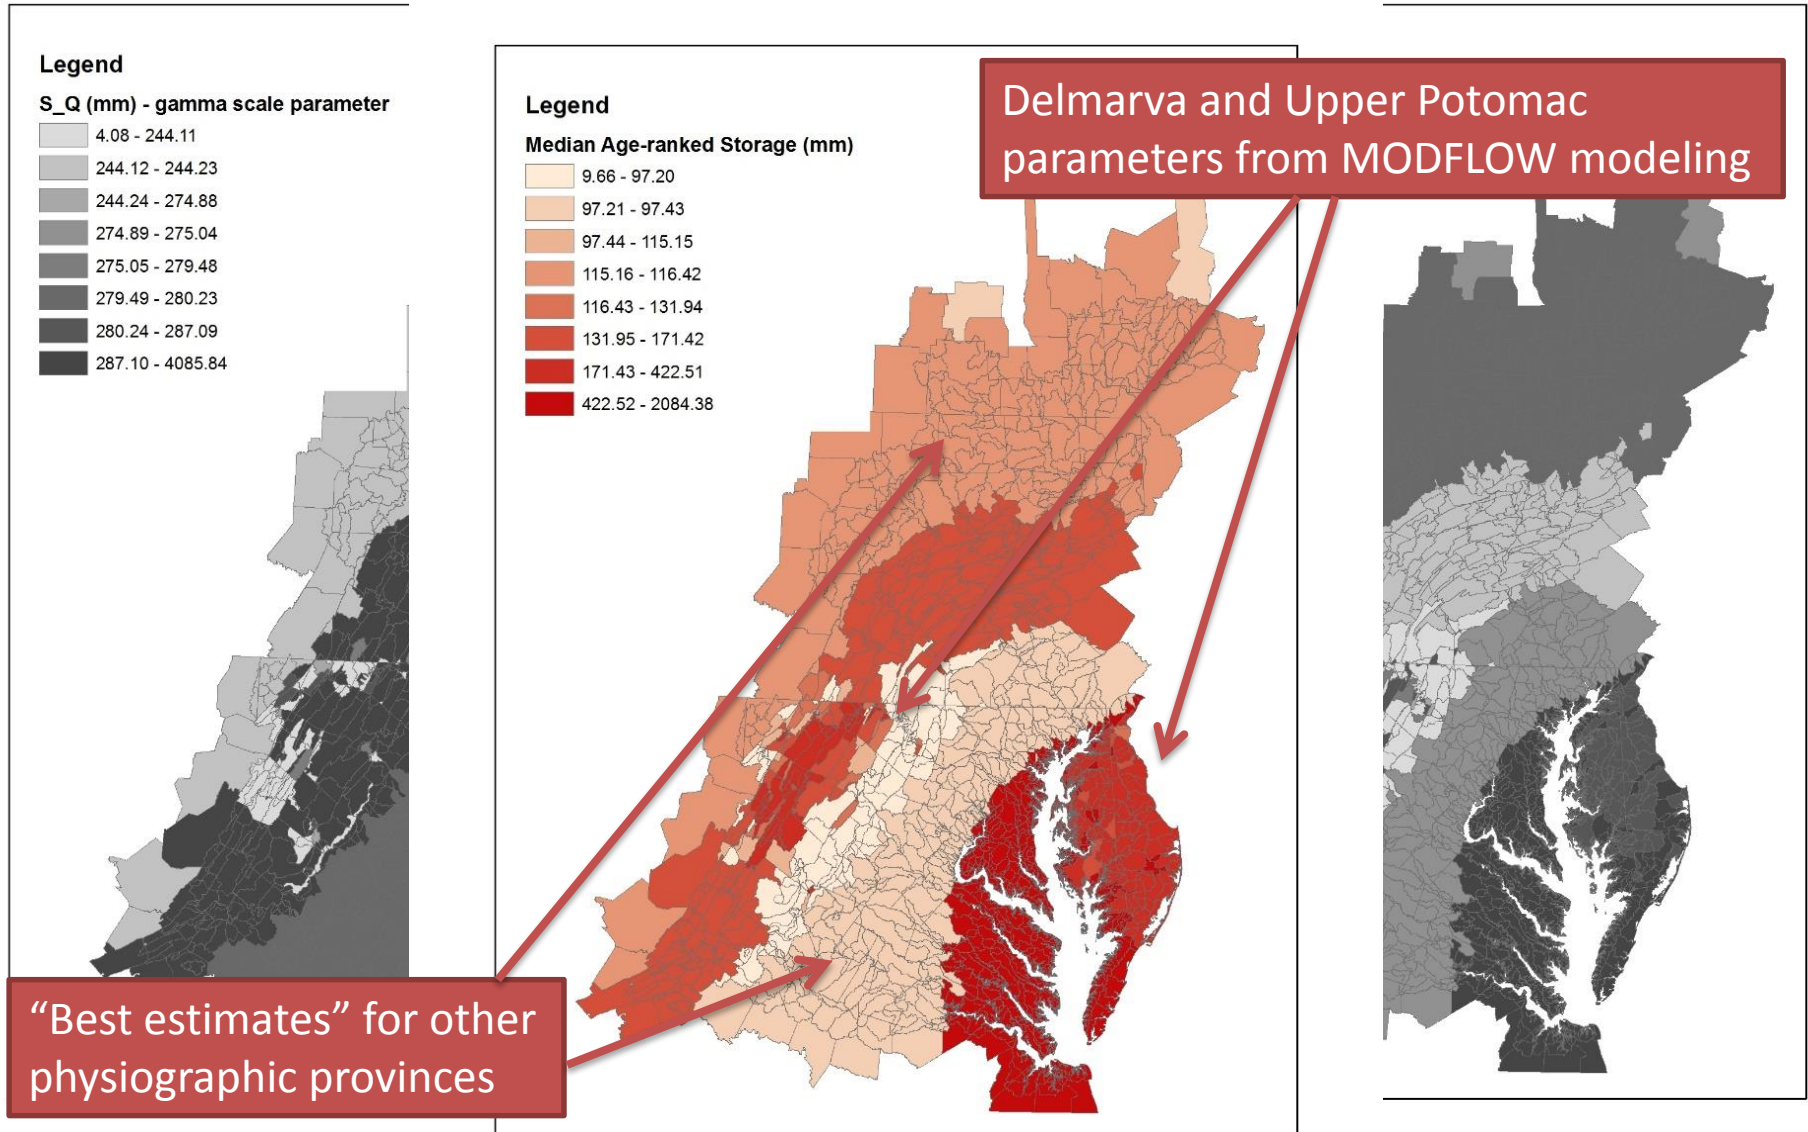 Legend
S_Q (mm) - gamma scale parameter
4.08 - 244.11
244.12 - 244.23
244.24 - 274.88
274.89 - 275.04
275.05 - 279.48
279.49 - 280.23
280.24 - 287.09
287.10 - 4085.84
Legend
Median Age-ranked Storage (mm)
9.66 - 97.20
97.21 - 97.43
97.44 - 115.15
115.16 - 116.42
116.43 - 131.94
131.95 - 171.42
171.43 - 422.51
422.52 - 2084.38
Delmarva and Upper Potomac
parameters from MODFLOW modeling
“Best estimates” for other
physiographic provinces